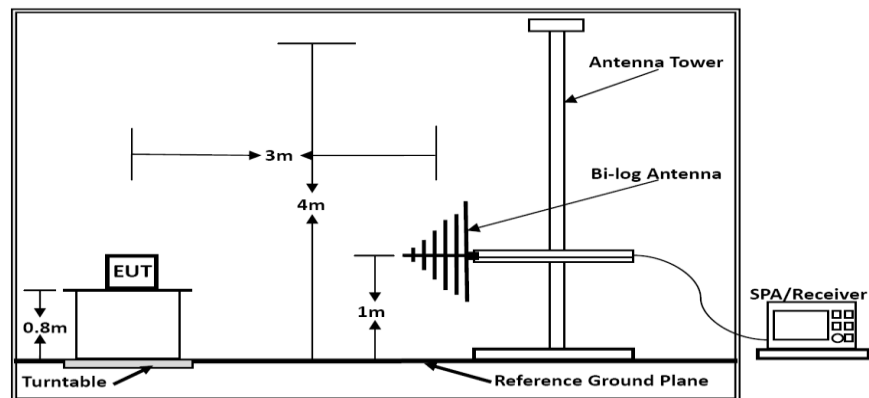 Antenna Tower
3m
Bi-log Antenna
4m
EUT
SPA/Receiver
0.8m
1m
Turntable
Reference Ground Plane